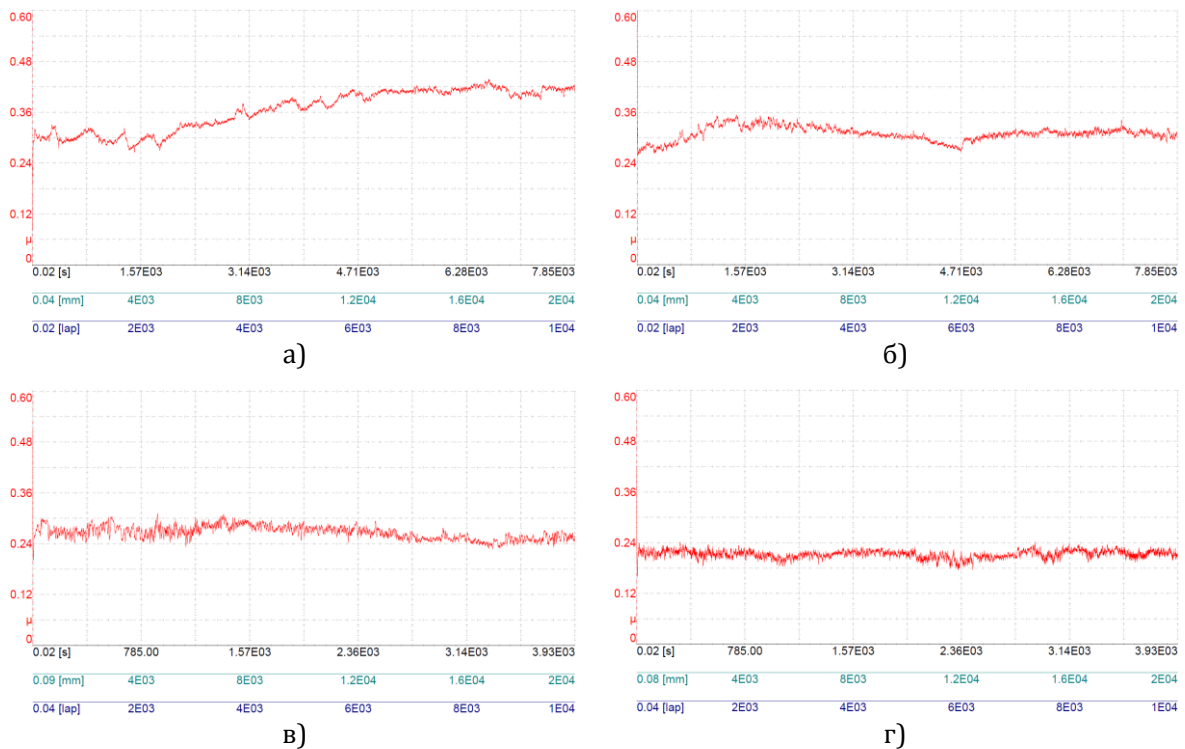 0.60
0.48
0.36
0.24
0.12
μ
0
0.02 [s] 1.57E03 3.14E03 4.71E03 6.28E03 7.85E03
0.04 [mm] 4E03 8E03 1.2E04 1.6E04 2E04
0.02 [lap] 2E03 4E03 6E03 8E03 1E04
а)
0.60
0.48
0.36
0.24
0.12
μ
0
0.02 [s] 1.57E03 3.14E03 4.71E03 6.28E03 7.85E03
0.04 [mm] 4E03 8E03 1.2E04 1.6E04 2E04
0.02 [lap] 2E03 4E03 6E03 8E03 1E04
б)
0.60
0.48
0.36
0.24
0.12
μ
0
0.02 [s] 785.00 1.57E03 2.36E03 3.14E03 3.93E03
0.09 [mm] 4E03 8E03 1.2E04 1.6E04 2E04
0.04 [lap] 2E03 4E03 6E03 8E03 1E04
в)
0.60
0.48
0.36
0.24
0.12
μ
0
0.02 [s] 785.00 1.57E03 2.36E03 3.14E03 3.93E03
0.08 [mm] 4E03 8E03 1.2E04 1.6E04 2E04
0.04 [lap] 2E03 4E03 6E03 8E03 1E04
г)